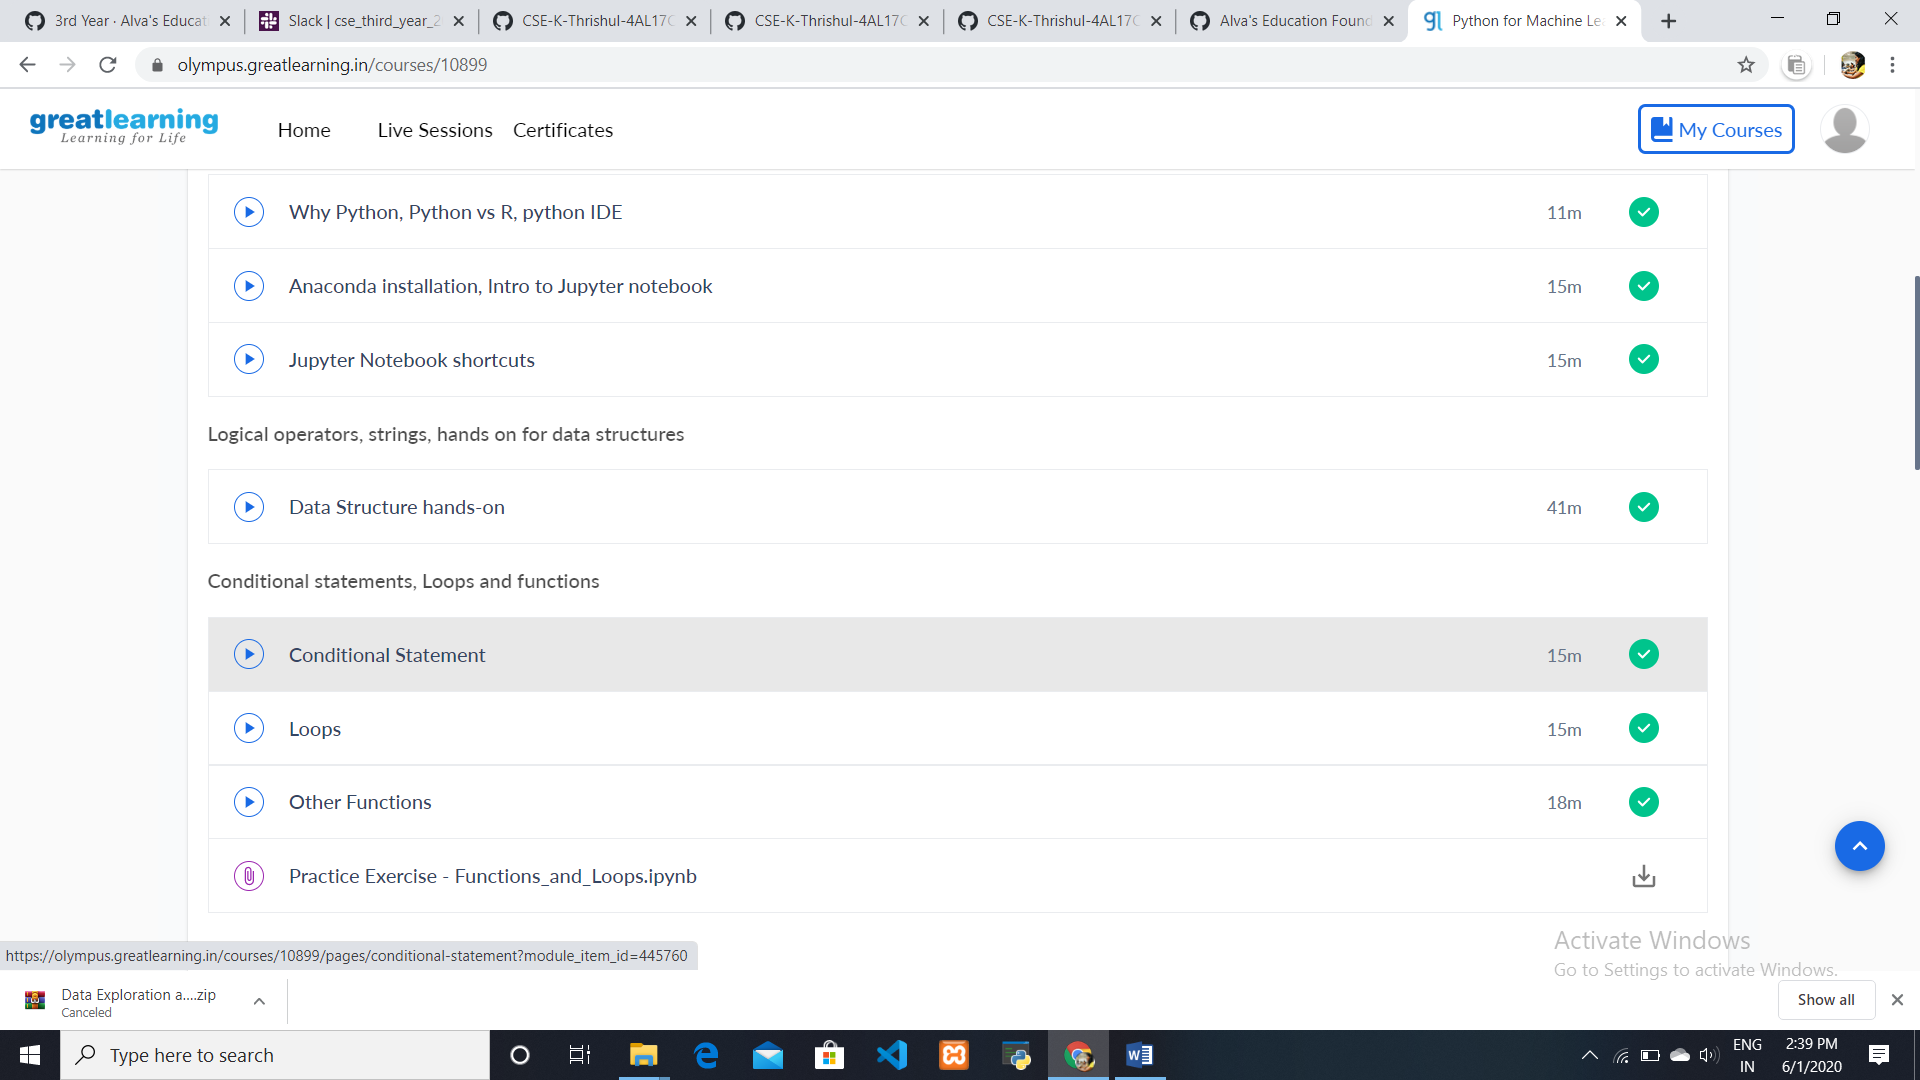 3rd Year · Alva's Educat
Slack | cse_third_year_2
CSE-K-Thrishul-4AL17C
CSE-K-Thrishul-4AL17C
CSE-K-Thrishul-4AL17C
Alva's Education Found
gl Python for Machine Le
olympus.greatlearning.in/courses/10899
greatlearning
Learning for Life
Home
Live Sessions
Certificates
My Courses
Why Python, Python vs R, python IDE 11m
Anaconda installation, Intro to Jupyter notebook 15m
Jupyter Notebook shortcuts 15m
Logical operators, strings, hands on for data structures
Data Structure hands-on 41m
Conditional statements, Loops and functions
Conditional Statement 15m
Loops 15m
Other Functions 18m
Practice Exercise - Functions_and_Loops.ipynb
Activate Windows
Go to Settings to activate Windows.
https://olympus.greatlearning.in/courses/10899/pages/conditional-statement?module_item_id=445760
Data Exploration a....zip
Canceled
Show all
Type here to search
ENG
IN
2:39 PM
6/1/2020